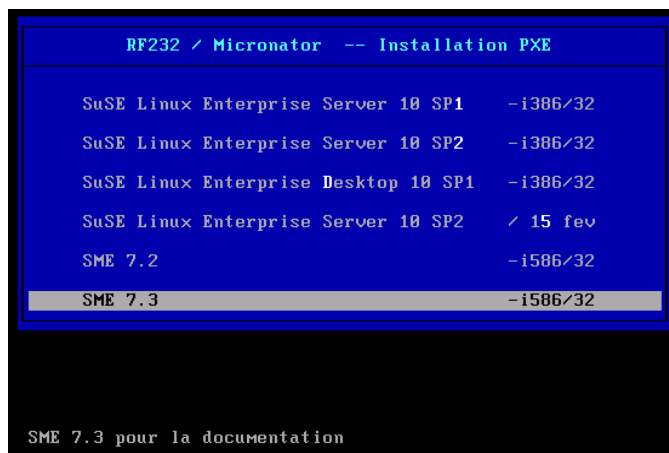 RF232 / Micronator -- Installation PXE
SuSE Linux Enterprise Server 10 SP1 -i386/32
SuSE Linux Enterprise Server 10 SP2 -i386/32
SuSE Linux Enterprise Desktop 10 SP1 -i386/32
SuSE Linux Enterprise Server 10 SP2 / 15 fev
SME 7.2 -i586/32
SME 7.3 -i586/32
SME 7.3 pour la documentation